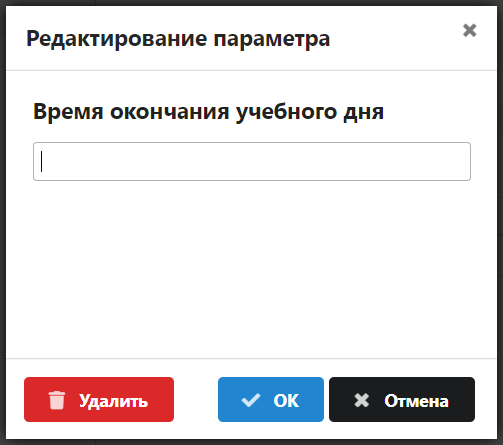 Редактирование параметра
Время окончания учебного дня
Удалить
OK
Отмена